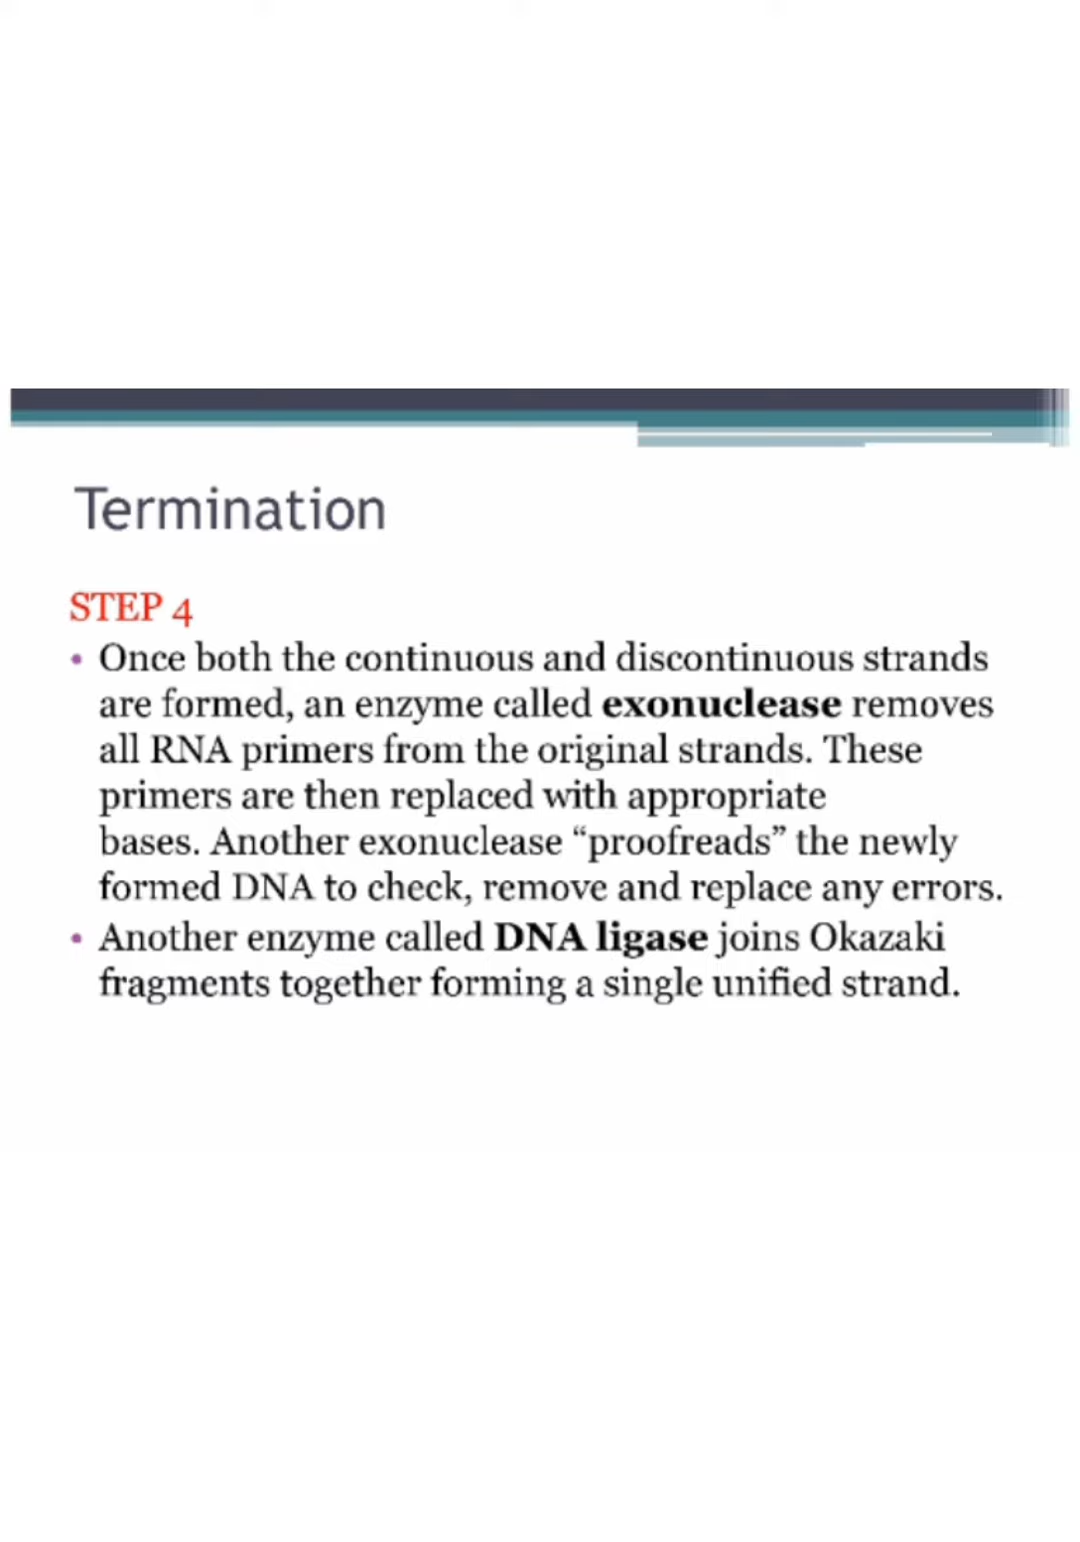 Termination
STEP 4
• Once both the continuous and discontinuous strands
are formed, an enzyme called exonuclease removes
all RNA primers from the original strands. These
primers are then replaced with appropriate
bases. Another exonuclease “proofreads” the newly
formed DNA to check, remove and replace any errors.
• Another enzyme called DNA ligase joins Okazaki
fragments together forming a single unified strand.